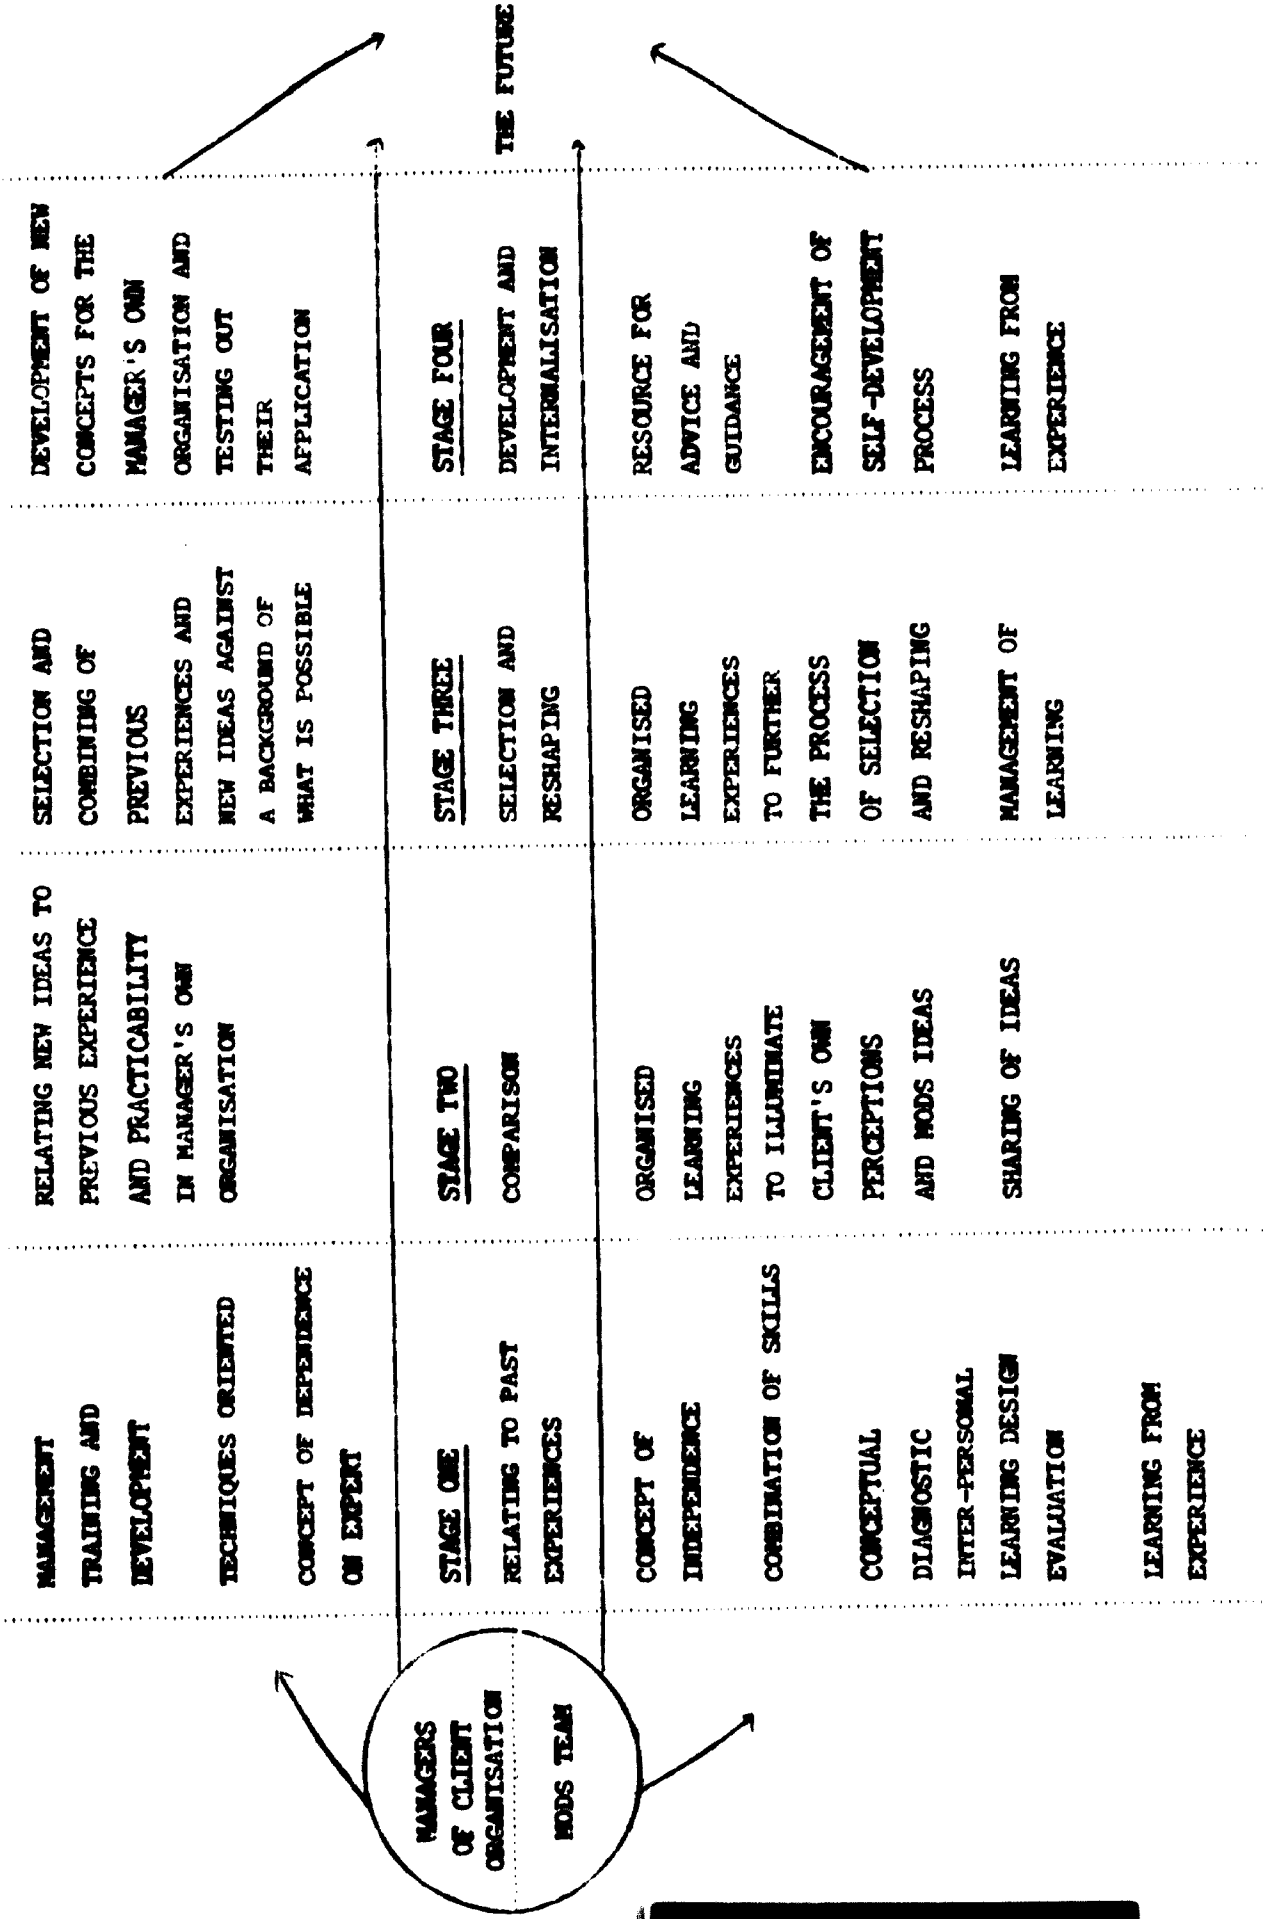 MANAGERS
OF CLIENT
ORGANISATION
MODS TEAM
MANAGEMENT
TRAINING AND
DEVELOPMENT
TECHNIQUES ORIENTED
CONCEPT OF DEPENDENCE
ON EXPERT
STAGE ONE
RELATING TO PAST
EXPERIENCES
CONCEPT OF
INDEPENDENCE
COMBINATION OF SKILLS
CONCEPTUAL
DIAGNOSTIC
INTER-PERSONAL
LEARNING DESIGN
EVALUATION
LEARNING FROM
EXPERIENCE
RELATING NEW IDEAS TO
PREVIOUS EXPERIENCE
AND PRACTICABILITY
IN MANAGER'S OWN
ORGANISATION
STAGE TWO
COMPARISON
ORGANISED
LEARNING
EXPERIENCES
TO ILLUMINATE
CLIENT'S OWN
PERCEPTIONS
AND MODS IDEAS
SHARING OF IDEAS
SELECTION AND
COMBINING OF
PREVIOUS
EXPERIENCES AND
NEW IDEAS AGAINST
A BACKGROUND OF
WHAT IS POSSIBLE
STAGE THREE
SELECTION AND
RESHAPING
ORGANISED
LEARNING
EXPERIENCES
TO FURTHER
THE PROCESS
OF SELECTION
AND RESHAPING
MANAGEMENT OF
LEARNING
DEVELOPMENT OF NEW
CONCEPTS FOR THE
MANAGER'S OWN
ORGANISATION AND
TESTING OUT
THEIR
APPLICATION
STAGE FOUR
DEVELOPMENT AND
INTERNALISATION
RESOURCE FOR
ADVICE AND
GUIDANCE
ENCOURAGEMENT OF
SELF-DEVELOPMENT
PROCESS
LEARNING FROM
EXPERIENCE
THE FUTURE